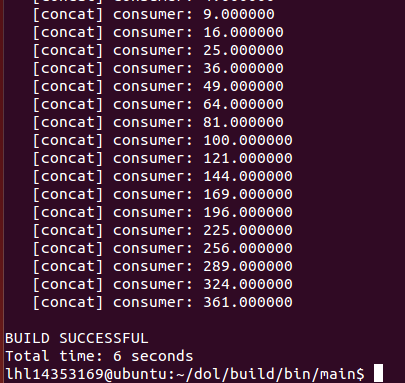 [concat] consumer: 9.000000
[concat] consumer: 16.000000
[concat] consumer: 25.000000
[concat] consumer: 36.000000
[concat] consumer: 49.000000
[concat] consumer: 64.000000
[concat] consumer: 81.000000
[concat] consumer: 100.000000
[concat] consumer: 121.000000
[concat] consumer: 144.000000
[concat] consumer: 169.000000
[concat] consumer: 196.000000
[concat] consumer: 225.000000
[concat] consumer: 256.000000
[concat] consumer: 289.000000
[concat] consumer: 324.000000
[concat] consumer: 361.000000
BUILD SUCCESSFUL
Total time: 6 seconds
lhl14353169@ubuntu:~/dol/build/bin/main$